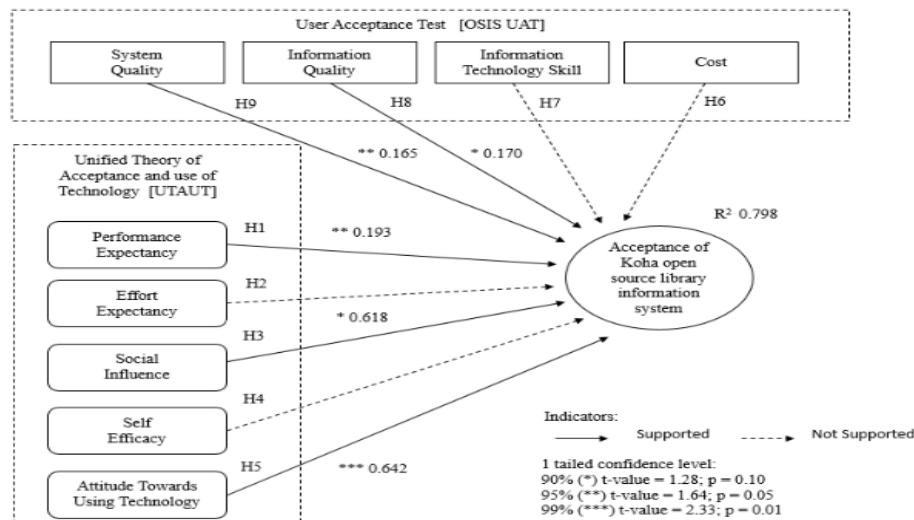 User Acceptance Test [OSIS UAT]
System
Quality
Information
Quality
Information
Technology Skill
Cost
H9
H8
H7
H6
** 0.165
* 0.170
Unified Theory of
Acceptance and use of
Technology [UTAUT]
R² 0.798
Performance
Expectancy
H1
** 0.193
Effort
Expectancy
H2
Social
Influence
H3
* 0.618
Self
Efficacy
H4
Attitude Towards
Using Technology
H5
*** 0.642
Acceptance of
Koha open
source library
information
system
Indicators:
Supported
Not Supported
1 tailed confidence level:
90% (*) t-value = 1.28; p = 0.10
95% (**) t-value = 1.64; p = 0.05
99% (***) t-value = 2.33; p = 0.01